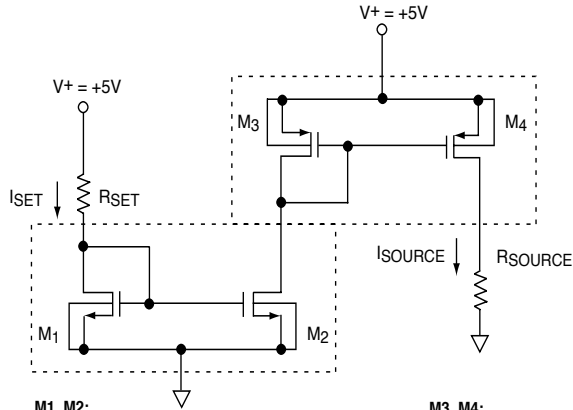 V+ = +5V
V+ = +5V
M3
M4
ISET
RSET
ISOURCE
RSOURCE
M1
M2
M1, M2:
M3, M4: